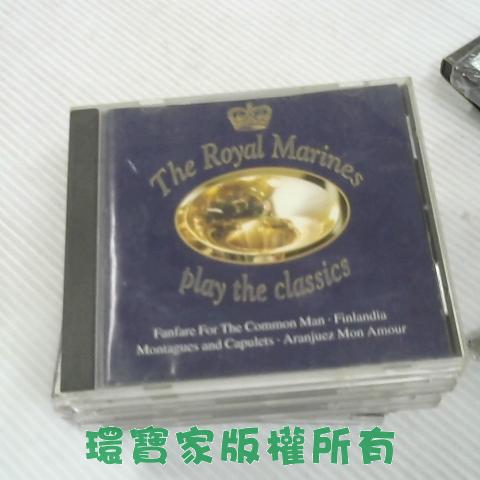 The Royal Marines
play the classics
Fanfare For The Common Man · Finlandia
Montagues and Capulets · Aranjuez Mon Amour
環寶家版權所有